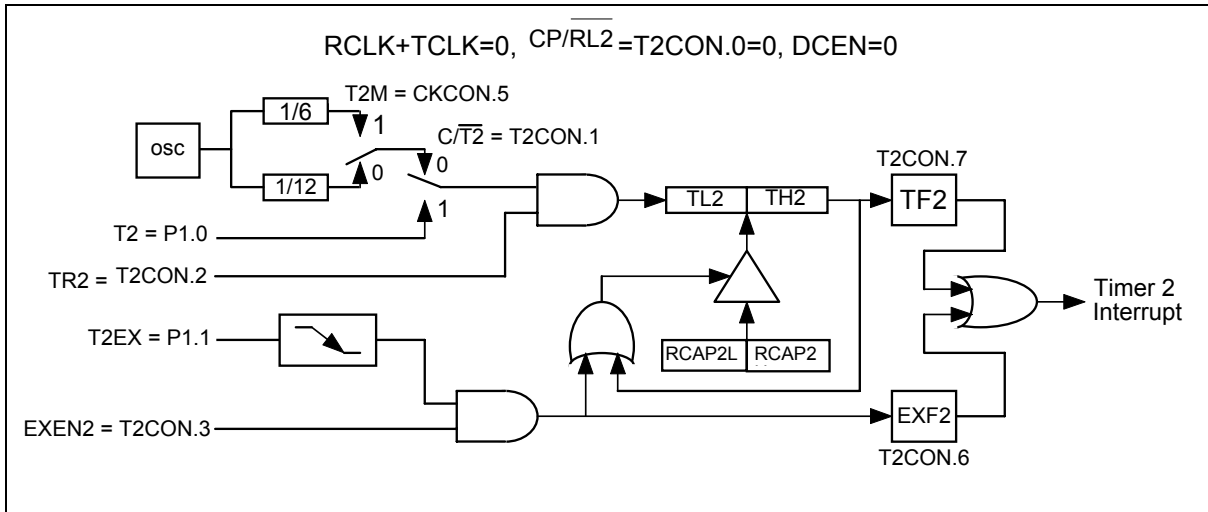 RCLK+TCLK=0, CP/RL2 =T2CON.0=0, DCEN=0
T2M = CKCON.5
1/6
1
osc
C/T2 = T2CON.1
0
0
1/12
1
T2 = P1.0
TR2 = T2CON.2
TL2 TH2
T2CON.7
TF2
Timer 2
Interrupt
T2EX = P1.1
RCAP2L RCAP2
EXEN2 = T2CON.3
EXF2
T2CON.6